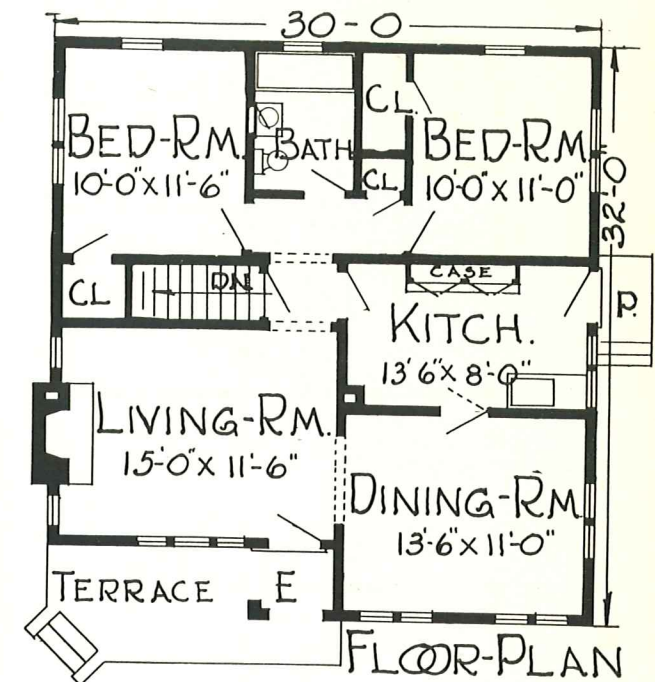 30-0
BED-RM.
10'-0" X 11'-6"
BATH
CL.
CL.
BED-RM
10'-0" X 11'-0"
32-0
CL
DN.
CASE
KITCH.
13'6" X 8'-0"
P.
LIVING-RM.
15'-0" X 11'-6"
DINING-RM
13'-6" X 11'-0"
TERRACE
E
FLOOR-PLAN